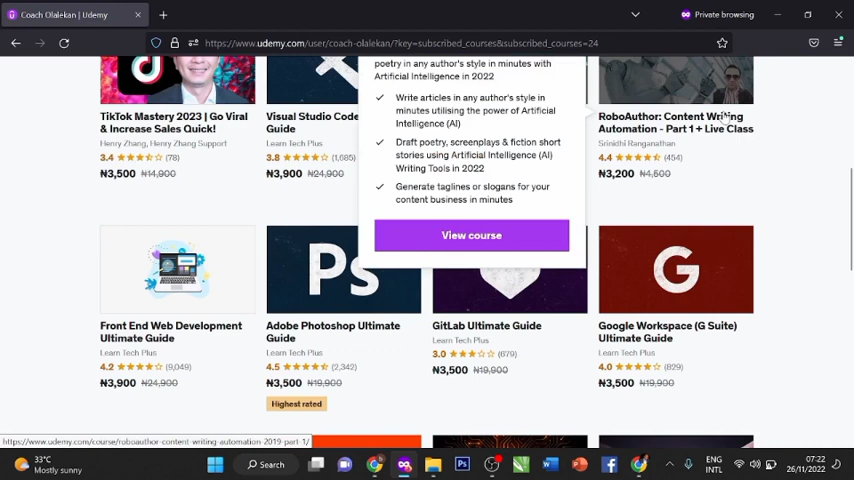 Coach Olalekan | Udemy
Private browsing
https://www.udemy.com/user/coach-olalekan/?key=subscribed_courses&subscribed_courses=24
poetry in any author's style in minutes with
Artificial Intelligence in 2022
Write articles in any author's style in
minutes utilising the power of Artificial
Intelligence (AI)
Draft poetry, screenplays & fiction short
stories using Artificial Intelligence (AI)
Writing Tools in 2022
Generate taglines or slogans for your
content business in minutes
View course
TikTok
TikTok Mastery 2023 | Go Viral
& Increase Sales Quick!
Henry Zhang, Henry Zhang Support
3.4 (78)
₦3,500 ₦14,900
Visual Studio Code
Guide
Learn Tech Plus
3.8 (1,085)
₦3,900 ₦24,900
RoboAuthor: Content Writing
Automation - Part 1 + Live Class
Srinidhi Ranganathan
4.4 (454)
₦3,200 ₦4,500
Ps
G
Front End Web Development
Ultimate Guide
Learn Tech Plus
4.2 (9,049)
₦3,900 ₦24,900
Adobe Photoshop Ultimate
Guide
Learn Tech Plus
4.5 (2,342)
₦3,500 ₦19,900
Highest rated
GitLab Ultimate Guide
Learn Tech Plus
3.0 (679)
₦3,500 ₦19,900
Google Workspace (G Suite)
Ultimate Guide
Learn Tech Plus
4.0 (829)
₦3,500 ₦19,900
https://www.udemy.com/course/roboauthor-content-writing-automation-2019-part-1/
33°C
Mostly sunny
Search
Ps
ENG
INTL
07:22
26/11/2022